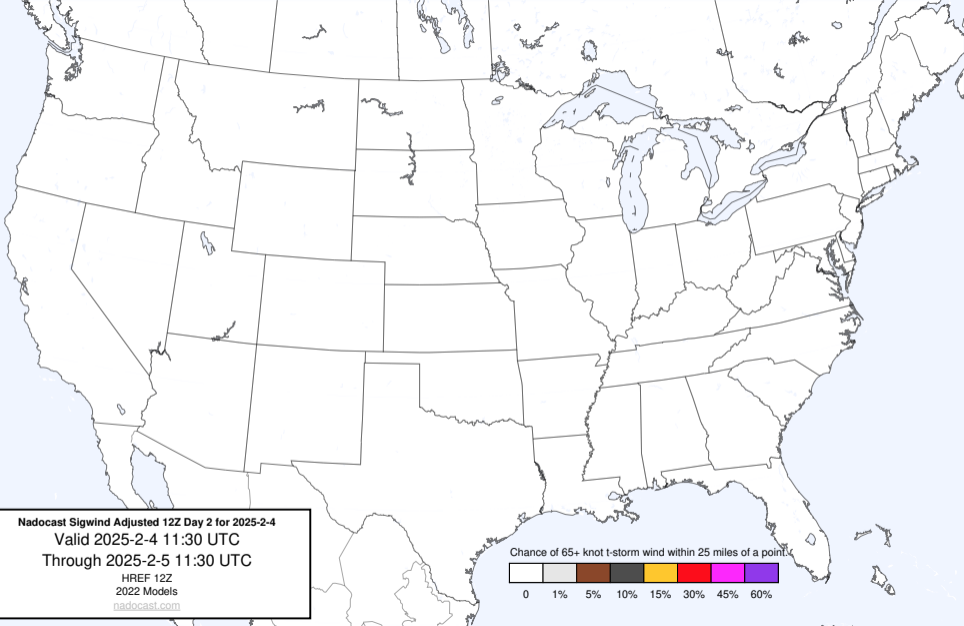 Nadocast Sigwind Adjusted 12Z Day 2 for 2025-2-4
Valid 2025-2-4 11:30 UTC
Through 2025-2-5 11:30 UTC
HREF 12Z
2022 Models
nadocast.com
Chance of 65+ knot t-storm wind within 25 miles of a point.
0 1% 5% 10% 15% 30% 45% 60%